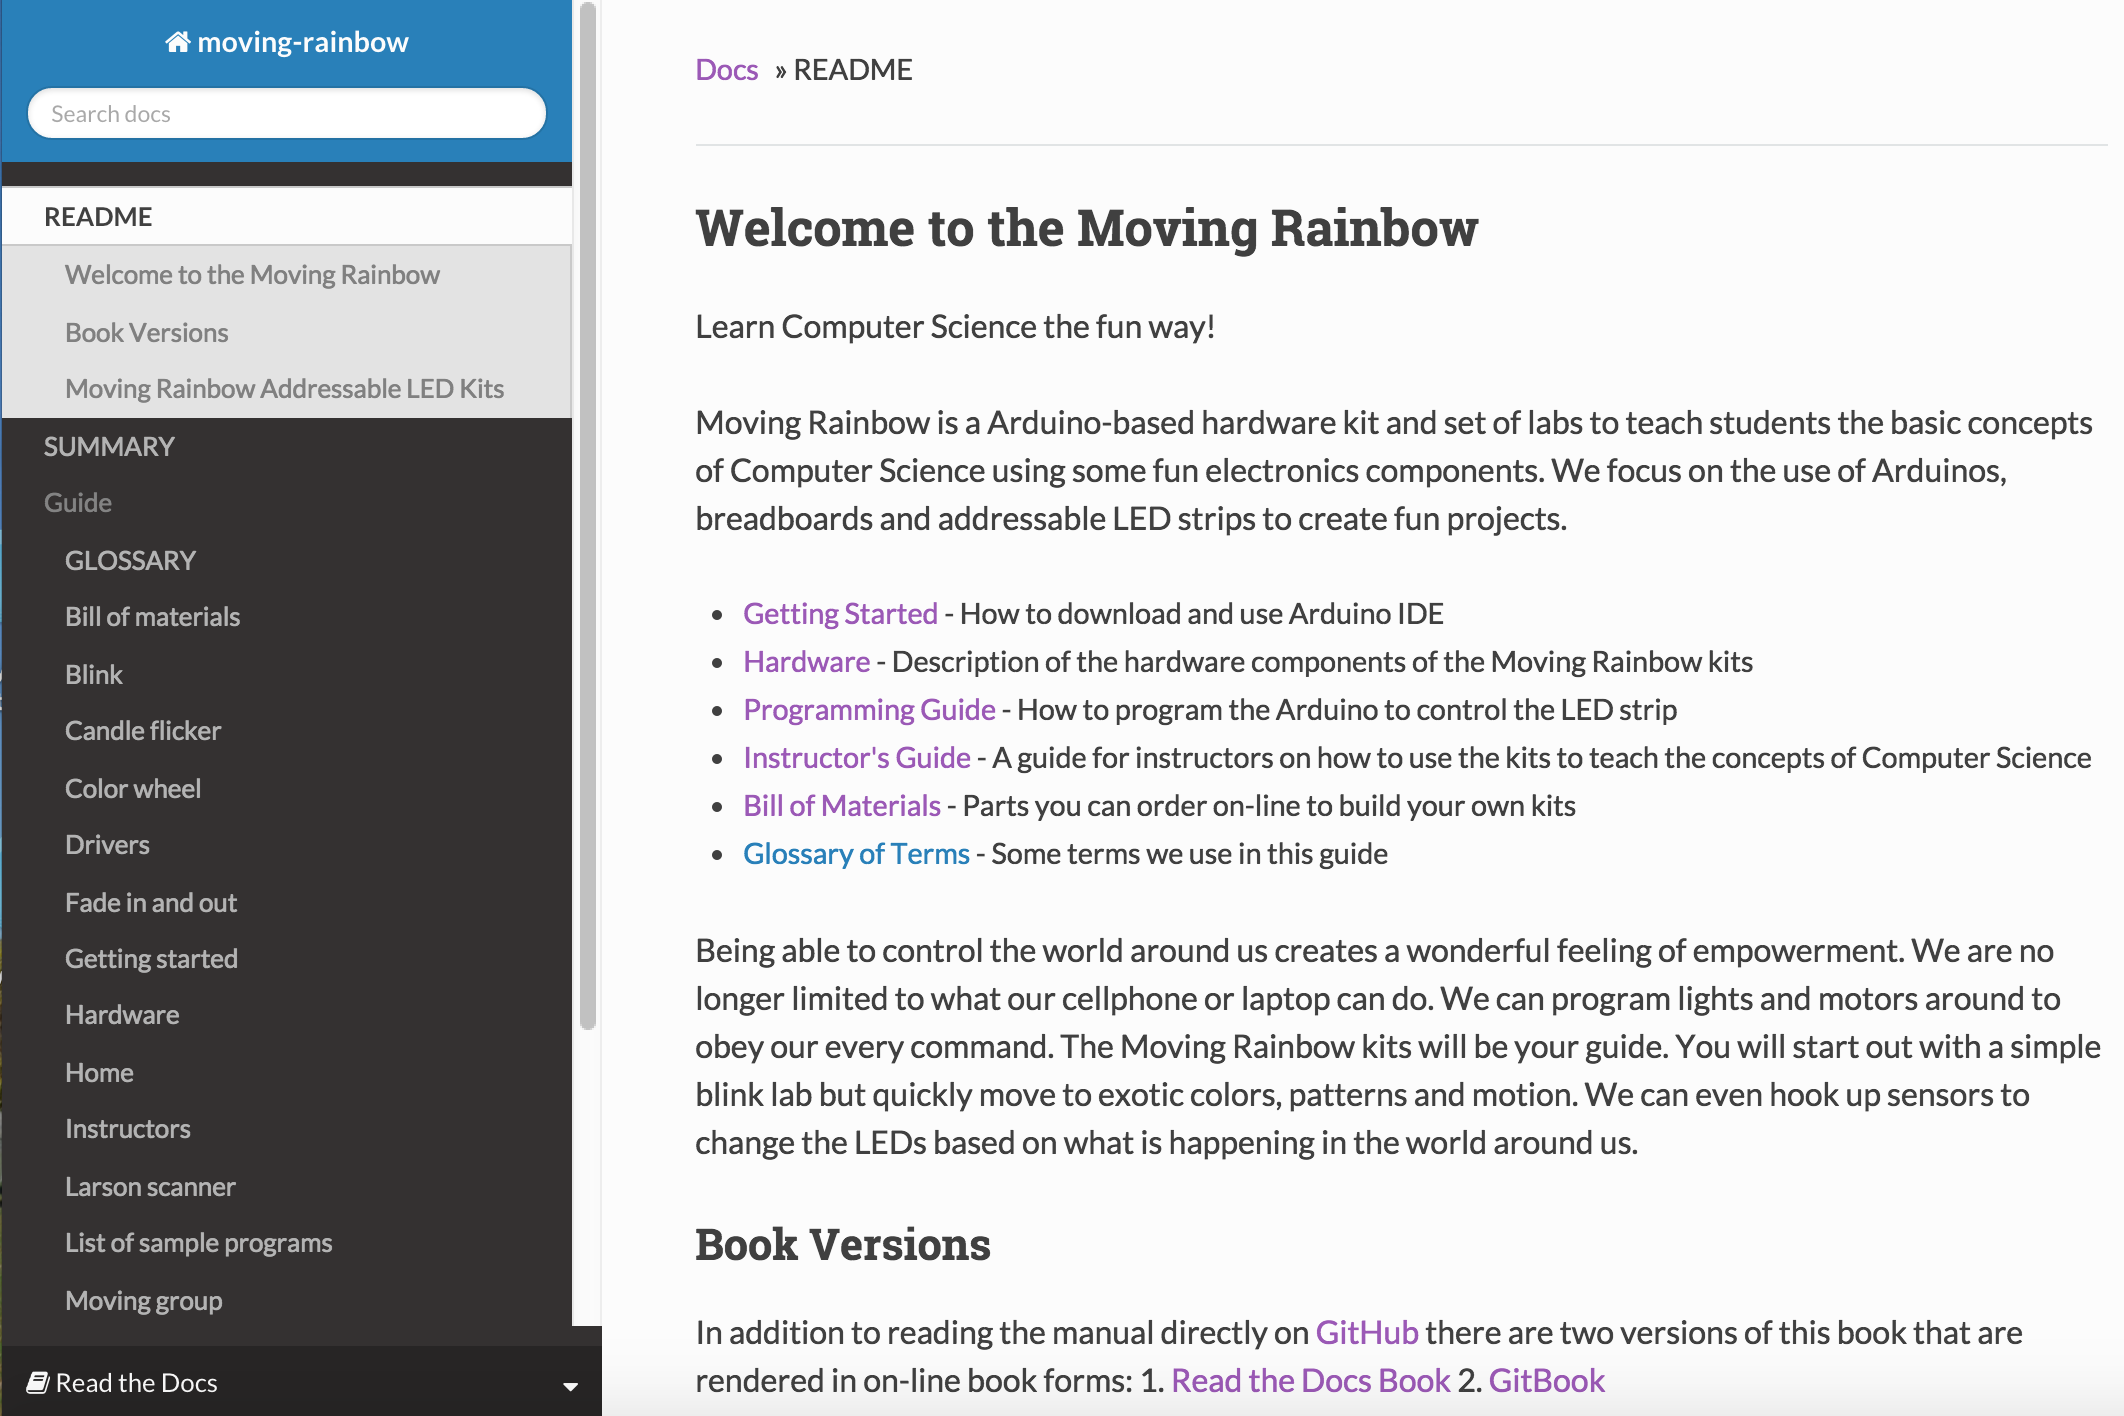 moving-rainbow
Search docs
README
Welcome to the Moving Rainbow
Book Versions
Moving Rainbow Addressable LED Kits
SUMMARY
Guide
GLOSSARY
Bill of materials
Blink
Candle flicker
Color wheel
Drivers
Fade in and out
Getting started
Hardware
Home
Instructors
Larson scanner
List of sample programs
Moving group
Read the Docs
Docs » README
Welcome to the Moving Rainbow
Learn Computer Science the fun way!
Moving Rainbow is a Arduino-based hardware kit and set of labs to teach students the basic concepts
of Computer Science using some fun electronics components. We focus on the use of Arduinos,
breadboards and addressable LED strips to create fun projects.
• Getting Started - How to download and use Arduino IDE
• Hardware - Description of the hardware components of the Moving Rainbow kits
• Programming Guide - How to program the Arduino to control the LED strip
• Instructor's Guide - A guide for instructors on how to use the kits to teach the concepts of Computer Science
• Bill of Materials - Parts you can order on-line to build your own kits
• Glossary of Terms - Some terms we use in this guide
Being able to control the world around us creates a wonderful feeling of empowerment. We are no
longer limited to what our cellphone or laptop can do. We can program lights and motors around to
obey our every command. The Moving Rainbow kits will be your guide. You will start out with a simple
blink lab but quickly move to exotic colors, patterns and motion. We can even hook up sensors to
change the LEDs based on what is happening in the world around us.
Book Versions
In addition to reading the manual directly on GitHub there are two versions of this book that are
rendered in on-line book forms: 1. Read the Docs Book 2. GitBook